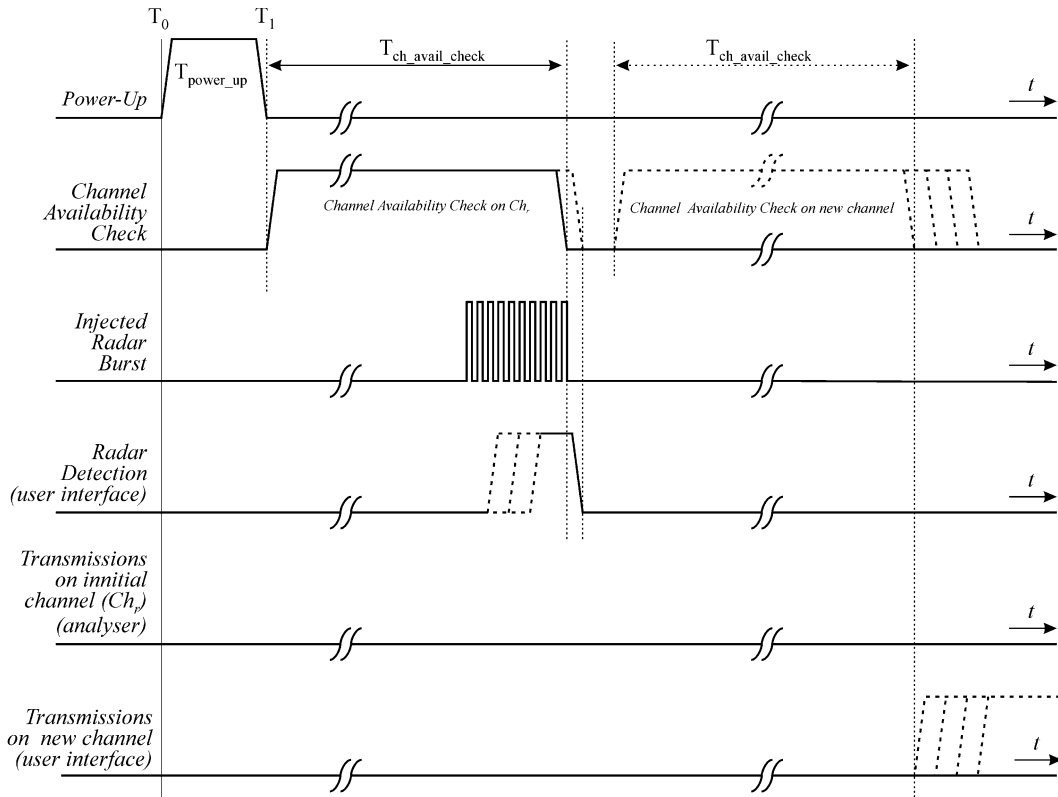 T0 T1
Tch_avail_check Tch_avail_check
Tpower_up
Power-Up t
Channel
Availability
Check
Channel Availability Check on Chr
Channel Availability Check on new channel
t
Injected
Radar
Burst
t
Radar
Detection
(user interface)
t
Transmissions
on innitial
channel (Chr)
(analyser)
t
Transmissions
on new channel
(user interface)
t